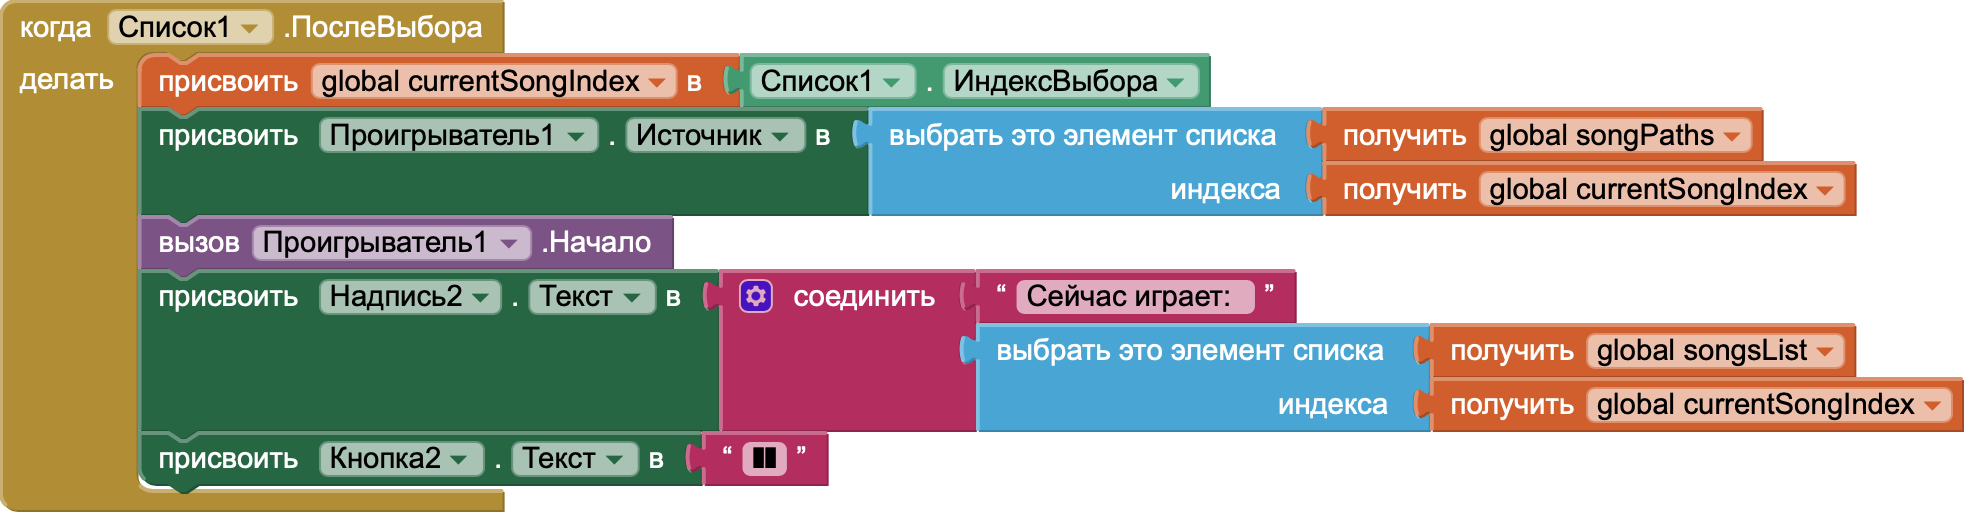 когда Список1 .ПослеВыбора
делать присвоить global currentSongIndex в Список1 . ИндексВыбора
присвоить Проигрыватель1 . Источник в выбрать это элемент списка получить global songPaths
индекса получить global currentSongIndex
вызов Проигрыватель1 .Начало
присвоить Надпись2 . Текст в соединить “ Сейчас играет: ”
выбрать это элемент списка получить global songsList
индекса получить global currentSongIndex
присвоить Кнопка2 . Текст в “ ▮▮ ”